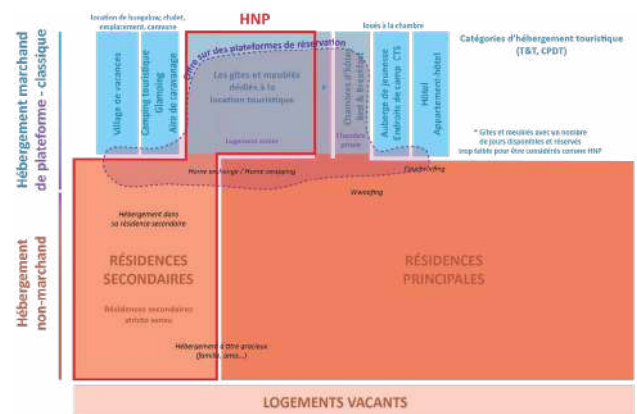 location de bungalow, chalet,
emplacement, caravane
HNP
loués à la chambre
Catégories d'hébergement touristique
(T&T, CPDT)
Hébergement marchand
de plateforme - classique
Offre sur des plateformes de réservation
Village de vacances
Camping touristique
Glamping
Aire de caravanage
Les gîtes et meublés
dédiés à la
location touristique
Logement entier
*
Chambres d'hôte
Bed & Breakfast
Chambre
privée
Auberge de jeunesse
Endroits de camp CTS
Hôtel
Appartement-hôtel
* Gîtes et meublés avec un nombre
de jours disponibles et réservés
trop faible pour être considérés comme HNP
Home exchange / Home swapping
Wwoofing
Hébergement
non-marchand
Hébergement dans
sa résidence secondaire
RÉSIDENCES
SECONDAIRES
RÉSIDENCES
PRINCIPALES
Résidences secondaires
stricto sensu
Hébergement à titre gracieux
(famille, amis...)
LOGEMENTS VACANTS